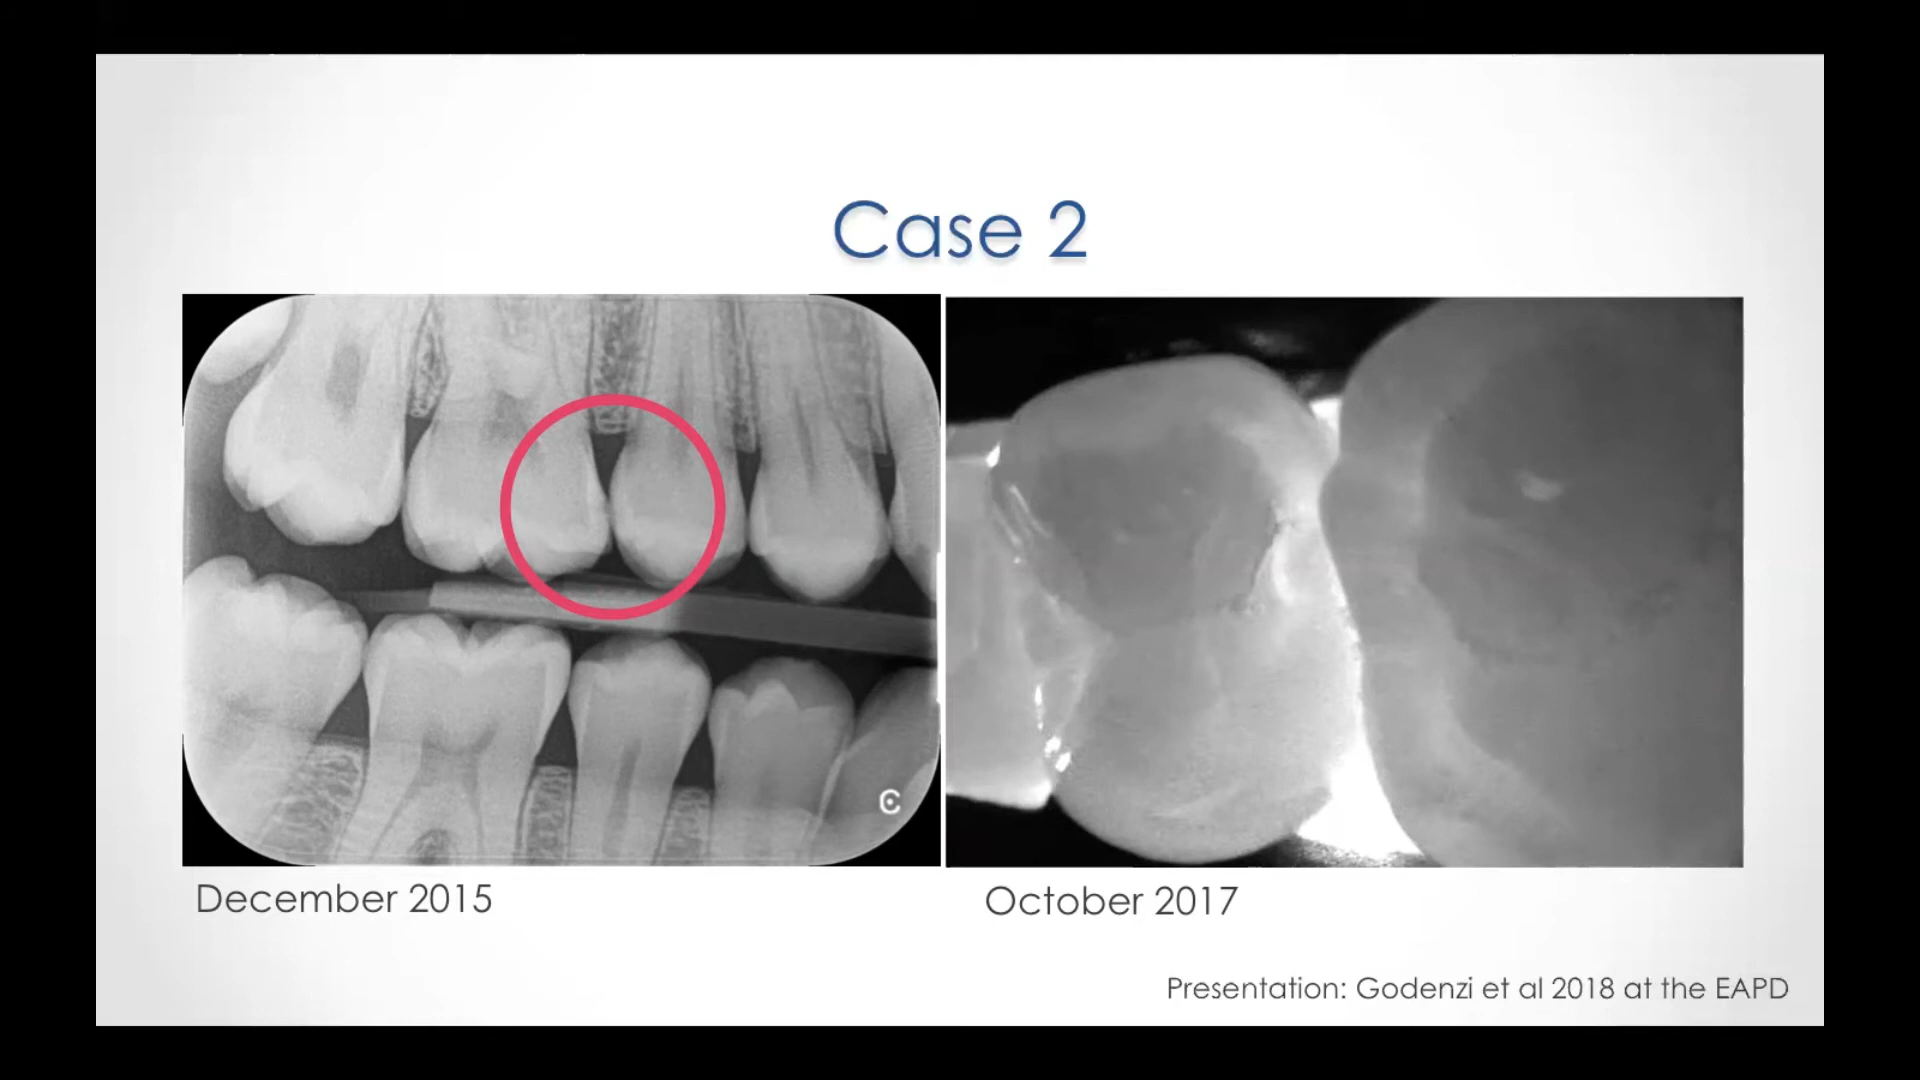 Case 2
C
December 2015
October 2017
Presentation: Godenzi et al 2018 at the EAPD